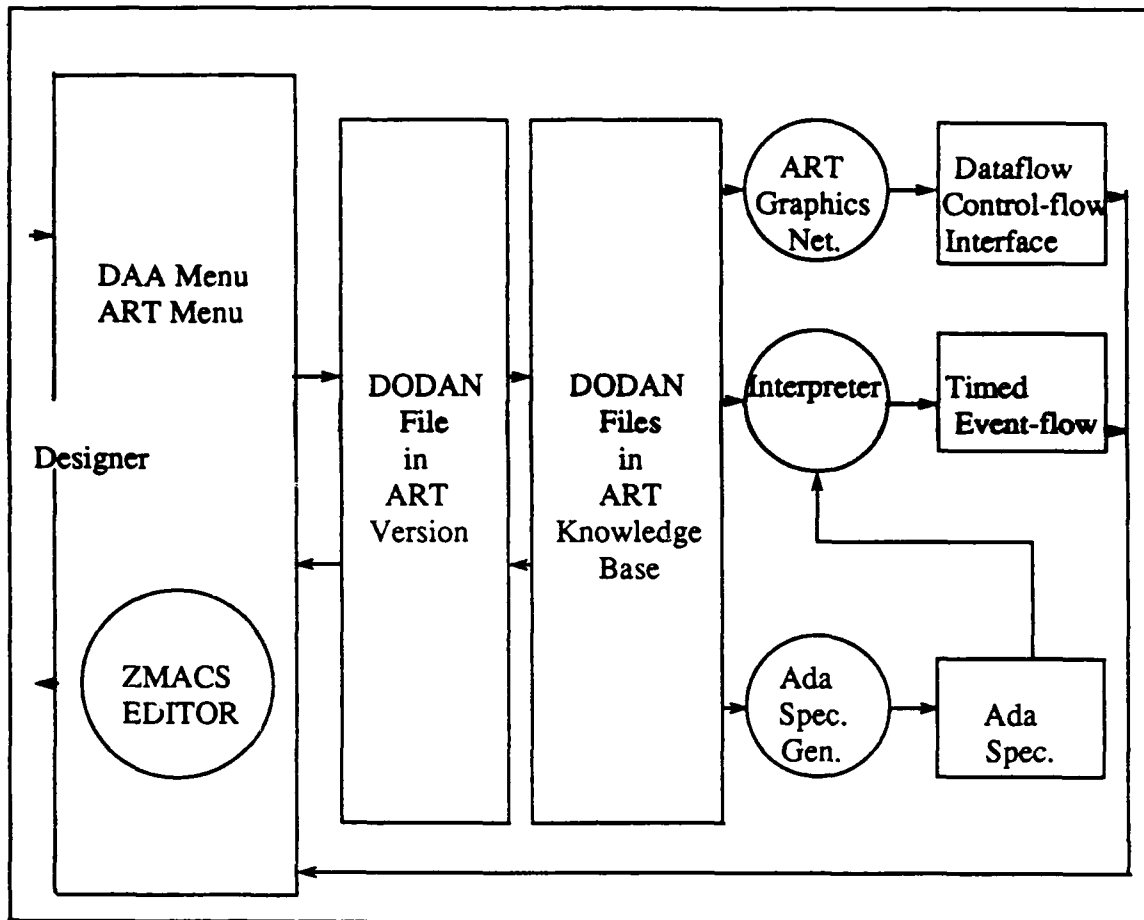 DAA Menu
ART Menu
Designer
ZMACS
EDITOR
DODAN
File
in
ART
Version
DODAN
Files
in
ART
Knowledge
Base
ART
Graphics
Net.
Dataflow
Control-flow
Interface
Interpreter
Timed
Event-flow
Ada
Spec.
Gen.
Ada
Spec.